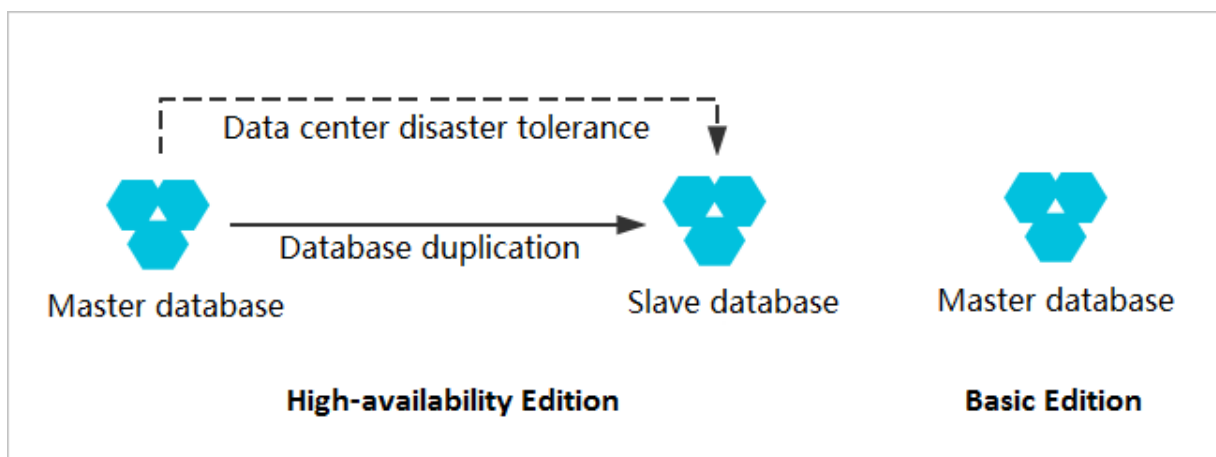 Data center disaster tolerance
Database duplication
Master database
Slave database
Master database
High-availability Edition
Basic Edition